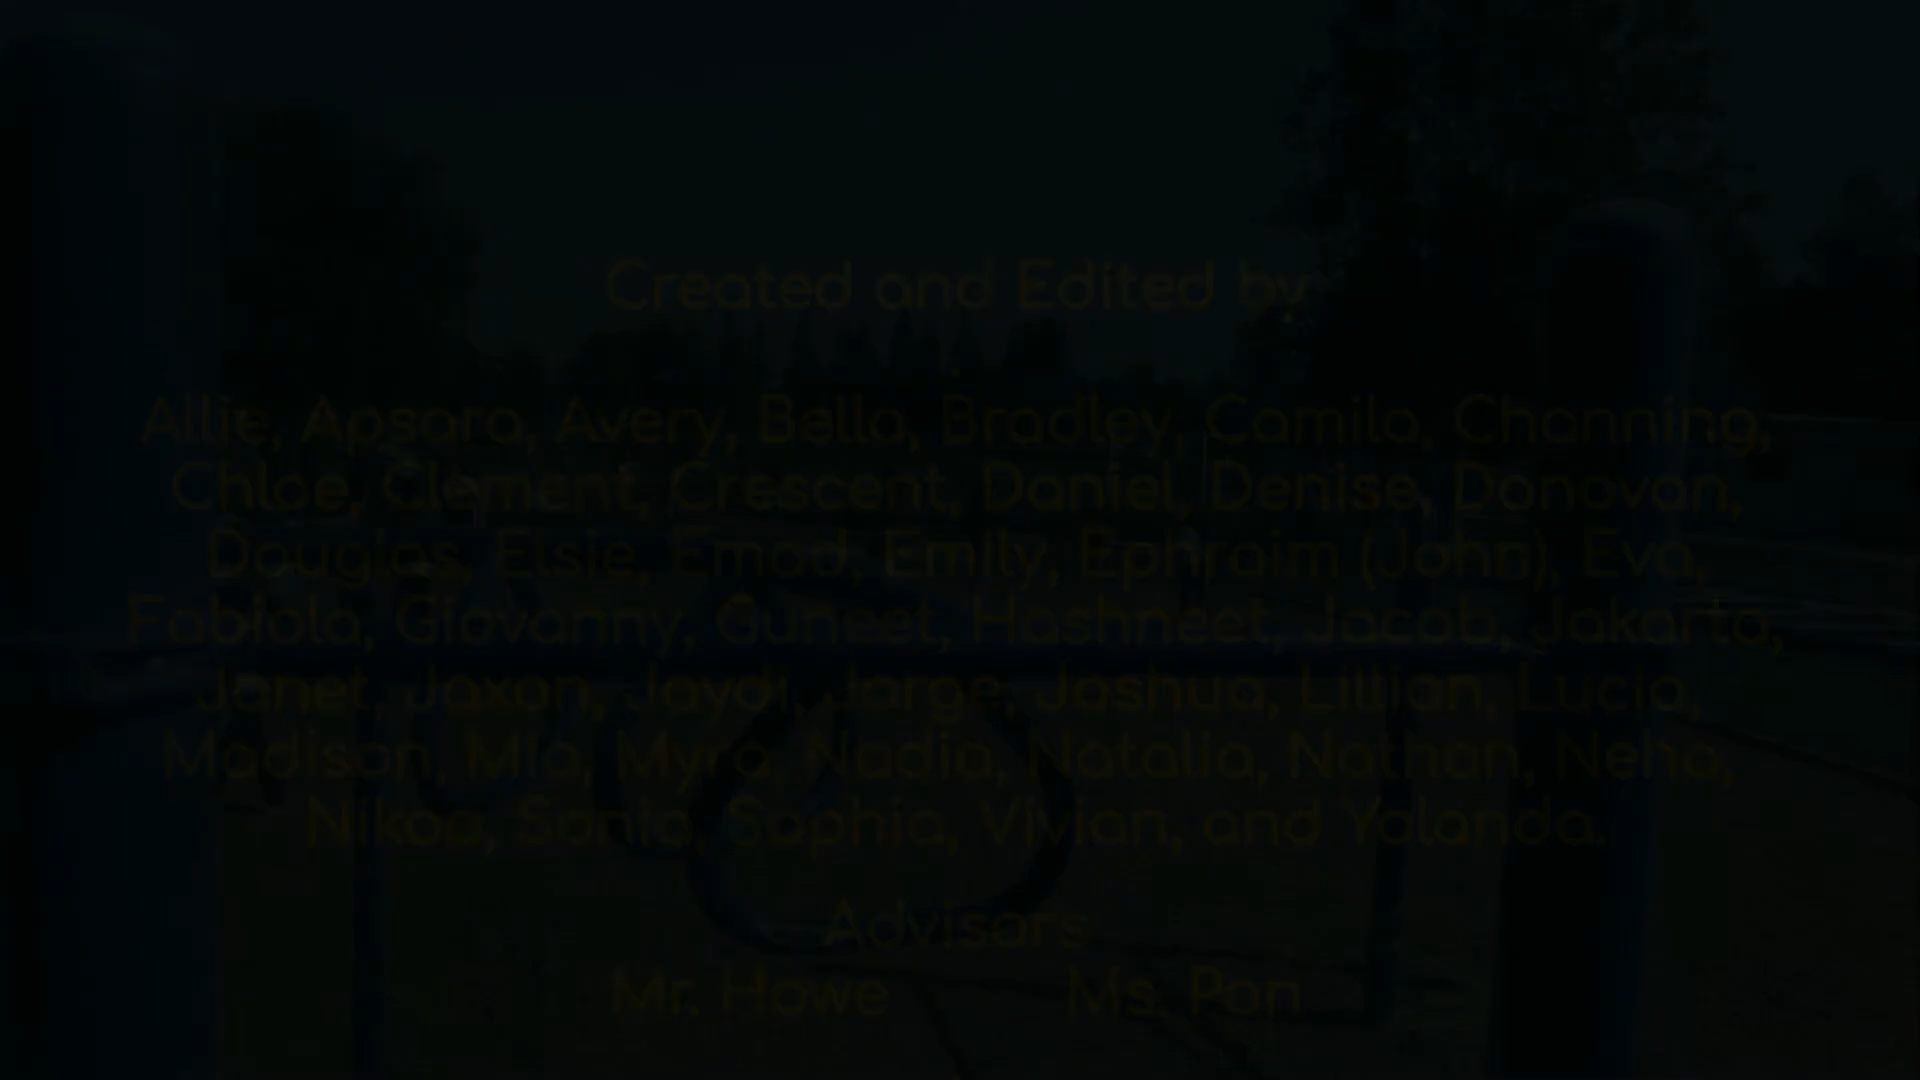 Created and Edited by
Allie, Apsara, Avery, Bella, Bradley, Camila, Channing,
Chloe, Clement, Crescent, Daniel, Denise, Donovan,
Douglas, Elsie, Emad, Emily, Ephraim (John), Eva,
Fabiola, Giovanny, Guneet, Hashneet, Jacob, Jakarta,
Janet, Jaxon, Jaydi, Jorge, Joshua, Lillian, Lucia,
Madison, Mia, Myra, Nadia, Natalia, Nathan, Neha,
Nikoa, Sonia, Sophia, Vivian, and Yolanda.
Advisors
Mr. Howe Ms. Pon